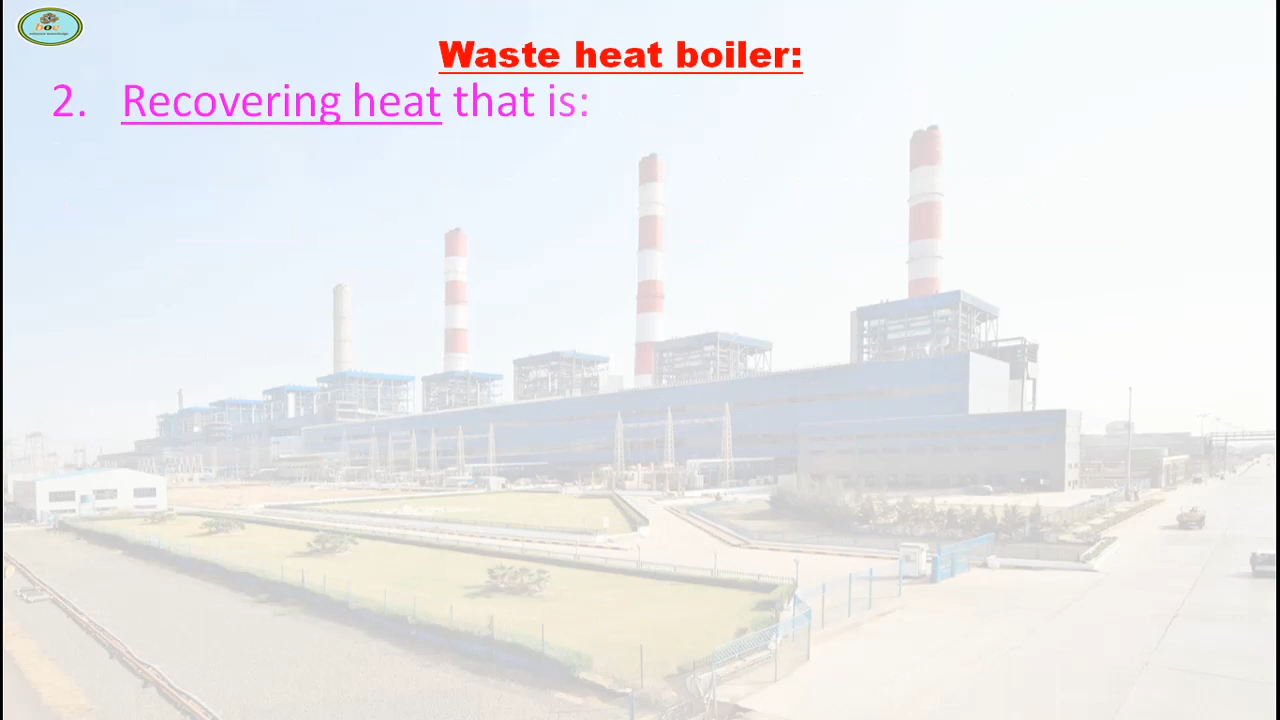 Waste heat boiler:
2. Recovering heat that is: